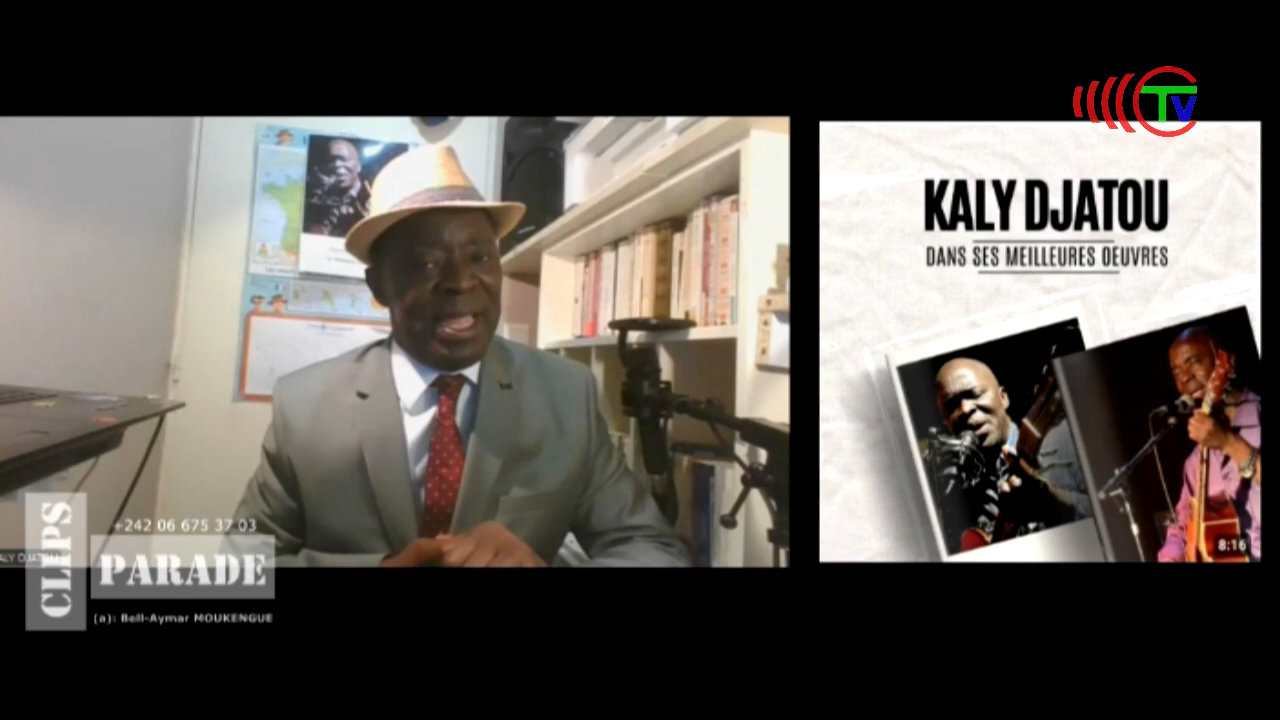 TV
KALY DJATOU
DANS SES MEILLEURES OEUVRES
8:16
+242 06 675 37 03
CLIPS
PARADE
(a): Bell-Aymar MOUKENGUE